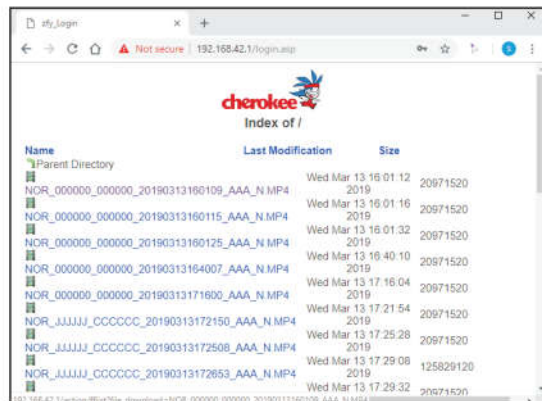 zfy_Login
Not secure | 192.168.42.1/login.asp
S
cherokee
Index of /
Name Last Modification Size
Parent Directory
NOR_000000_000000_20190313160109_AAA_N.MP4 Wed Mar 13 16:01:12 2019 20971520
NOR_000000_000000_20190313160115_AAA_N.MP4 Wed Mar 13 16:01:16 2019 20971520
NOR_000000_000000_20190313160125_AAA_N.MP4 Wed Mar 13 16:01:32 2019 20971520
NOR_000000_000000_20190313164007_AAA_N.MP4 Wed Mar 13 16:40:10 2019 20971520
NOR_000000_000000_20190313171600_AAA_N.MP4 Wed Mar 13 17:16:04 2019 20971520
NOR_JJJJJJ_CCCCCC_20190313172150_AAA_N.MP4 Wed Mar 13 17:21:54 2019 20971520
NOR_JJJJJJ_CCCCCC_20190313172508_AAA_N.MP4 Wed Mar 13 17:25:28 2019 20971520
NOR_JJJJJJ_CCCCCC_20190313172653_AAA_N.MP4 Wed Mar 13 17:29:08 2019 125829120
Wed Mar 13 17:29:32 20971520